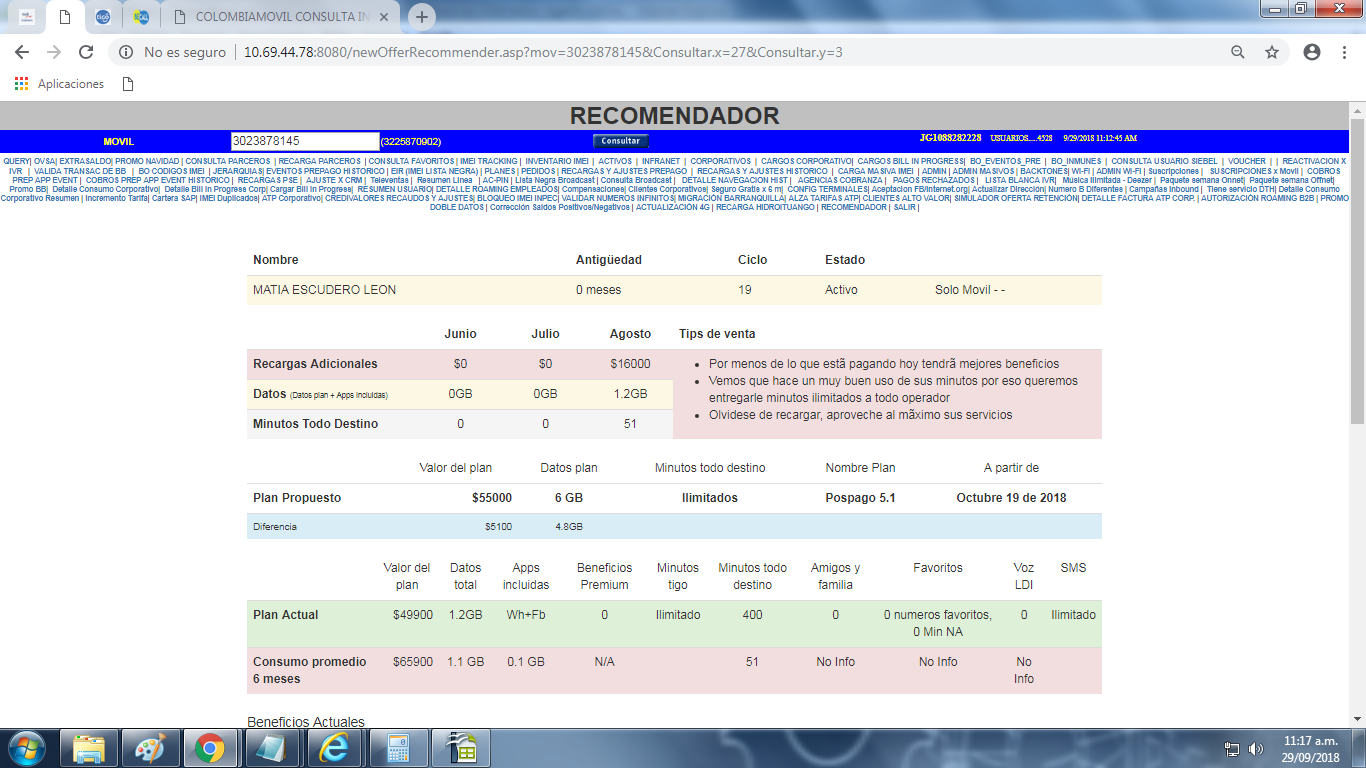 COLOMBIAMOVIL CONSULTA IN
No es seguro | 10.69.44.78:8080/newOfferRecommender.asp?mov=3023878145&Consultar.x=27&Consultar.y=3
Aplicaciones
RECOMENDADOR
MOVIL 3023878145 (3225870902) Consultar JG1088282228 USUARIOS....4528 9/29/2018 11:12:45 AM
QUERY| OVSA| EXTRASALDO| PROMO NAVIDAD | CONSULTA PARCEROS | RECARGA PARCEROS | CONSULTA FAVORITOS | IMEI TRACKING | INVENTARIO IMEI | ACTIVOS | INFRANET | CORPORATIVOS | CARGOS CORPORATIVO| CARGOS BILL IN PROGRESS| BO_EVENTOS_PRE | BO_INMUNES | CONSULTA USUARIO SIEBEL | VOUCHER | | REACTIVACION X
IVR | VALIDA TRANSAC DE BB | BO CODIGOS IMEI | JERARQUIAS| EVENTOS PREPAGO HISTORICO | EIR (IMEI LISTA NEGRA) | PLANES | PEDIDOS | RECARGAS Y AJUSTES PREPAGO | RECARGAS Y AJUSTES HISTORICO | CARGA MASIVA IMEI | ADMIN | ADMIN MASIVOS | BACKTONES| WI-FI | ADMIN WI-FI | Suscripciones | SUSCRIPCIONES x Movil | COBROS
PREP APP EVENT | COBROS PREP APP EVENT HISTORICO | RECARGAS PSE | AJUSTE X CRM | Televentas | Resumen Linea | AC-PIN | Lista Negra Broadcast | Consulta Broadcast | DETALLE NAVEGACION HIST | AGENCIAS COBRANZA | PAGOS RECHAZADOS | LISTA BLANCA IVR| Música Ilimitada - Deezer | Paquete semana Onnet| Paquete semana Offnet|
Promo BB| Detalle Consumo Corporativo| Detalle Bill In Progress Corp| Cargar Bill In Progress| RESUMEN USUARIO| DETALLE ROAMING EMPLEADOS| Compensaciones| Clientes Corporativos| Seguro Gratis x 6 m| CONFIG TERMINALES| Aceptacion FB/Internet.org| Actualizar Dirección| Numero B Diferentes | Campañas Inbound | Tiene servicio DTH| Detalle Consumo
Corporativo Resumen | Incremento Tarifa| Cartera SAP| IMEI Duplicados| ATP Corporativo| CREDIVALORES RECAUDOS Y AJUSTES| BLOQUEO IMEI INPEC| VALIDAR NUMEROS INFINITOS| MIGRACIÓN BARRANQUILLA| ALZA TARIFAS ATP| CLIENTES ALTO VALOR| SIMULADOR OFERTA RETENCIÓN| DETALLE FACTURA ATP CORP. | AUTORIZACIÓN ROAMING B2B | PROMO
DOBLE DATOS | Corrección Saldos Positivos/Negativos | ACTUALIZACIÓN 4G | RECARGA HIDROITUANGO | RECOMENDADOR | SALIR |
Nombre Antigüedad Ciclo Estado
MATIA ESCUDERO LEON 0 meses 19 Activo Solo Movil - -
Junio Julio Agosto Tips de venta
Recargas Adicionales $0 $0 $16000
Datos (Datos plan + Apps incluidas) 0GB 0GB 1.2GB
Minutos Todo Destino 0 0 51
Por menos de lo que estã pagando hoy tendrã mejores beneficios
Vemos que hace un muy buen uso de sus minutos por eso queremos
entregarle minutos ilimitados a todo operador
Olvidese de recargar, aproveche al mãximo sus servicios
Valor del plan Datos plan Minutos todo destino Nombre Plan A partir de
Plan Propuesto $55000 6 GB Ilimitados Pospago 5.1 Octubre 19 de 2018
Diferencia $5100 4.8GB
Valor del plan Datos total Apps incluidas Beneficios Premium Minutos tigo Minutos todo destino Amigos y familia Favoritos Voz LDI SMS
Plan Actual $49900 1.2GB Wh+Fb 0 Ilimitado 400 0 0 numeros favoritos, 0 Min NA 0 Ilimitado
Consumo promedio 6 meses $65900 1.1 GB 0.1 GB N/A 51 No Info No Info No Info
Beneficios Actuales
11:17 a.m.
29/09/2018